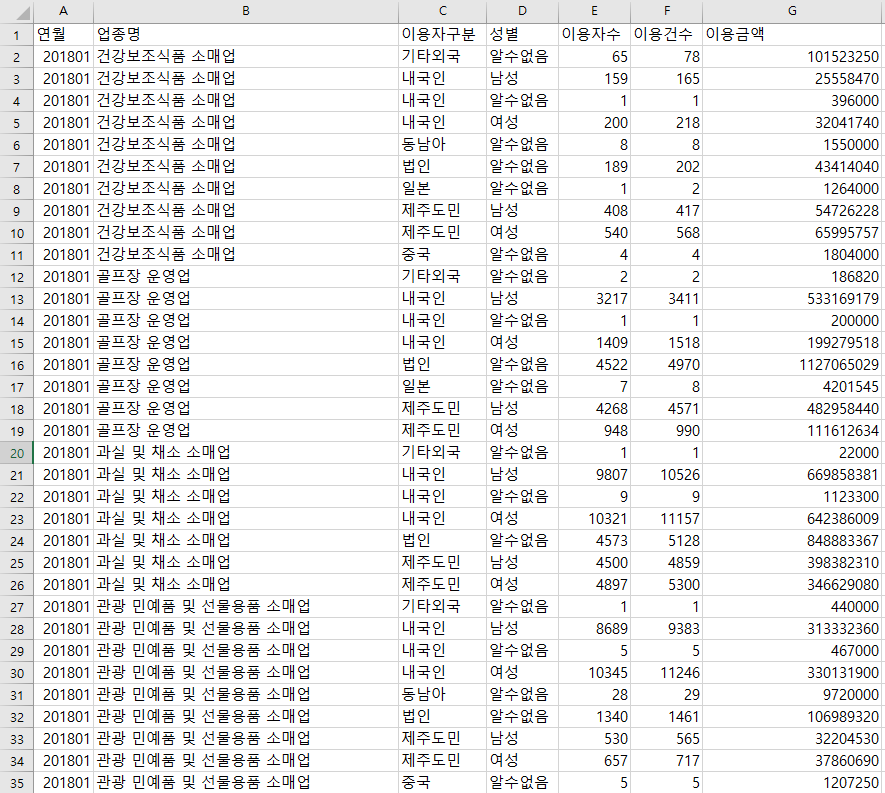 A B C D E F G
1 연월 업종명 이용자구분 성별 이용자수 이용건수 이용금액
2 201801 건강보조식품 소매업 기타외국 알수없음 65 78 101523250
3 201801 건강보조식품 소매업 내국인 남성 159 165 25558470
4 201801 건강보조식품 소매업 내국인 알수없음 1 1 396000
5 201801 건강보조식품 소매업 내국인 여성 200 218 32041740
6 201801 건강보조식품 소매업 동남아 알수없음 8 8 1550000
7 201801 건강보조식품 소매업 법인 알수없음 189 202 43414040
8 201801 건강보조식품 소매업 일본 알수없음 1 2 1264000
9 201801 건강보조식품 소매업 제주도민 남성 408 417 54726228
10 201801 건강보조식품 소매업 제주도민 여성 540 568 65995757
11 201801 건강보조식품 소매업 중국 알수없음 4 4 1804000
12 201801 골프장 운영업 기타외국 알수없음 2 2 186820
13 201801 골프장 운영업 내국인 남성 3217 3411 533169179
14 201801 골프장 운영업 내국인 알수없음 1 1 200000
15 201801 골프장 운영업 내국인 여성 1409 1518 199279518
16 201801 골프장 운영업 법인 알수없음 4522 4970 1127065029
17 201801 골프장 운영업 일본 알수없음 7 8 4201545
18 201801 골프장 운영업 제주도민 남성 4268 4571 482958440
19 201801 골프장 운영업 제주도민 여성 948 990 111612634
20 201801 과실 및 채소 소매업 기타외국 알수없음 1 1 22000
21 201801 과실 및 채소 소매업 내국인 남성 9807 10526 669858381
22 201801 과실 및 채소 소매업 내국인 알수없음 9 9 1123300
23 201801 과실 및 채소 소매업 내국인 여성 10321 11157 642386009
24 201801 과실 및 채소 소매업 법인 알수없음 4573 5128 848883367
25 201801 과실 및 채소 소매업 제주도민 남성 4500 4859 398382310
26 201801 과실 및 채소 소매업 제주도민 여성 4897 5300 346629080
27 201801 관광 민예품 및 선물용품 소매업 기타외국 알수없음 1 1 440000
28 201801 관광 민예품 및 선물용품 소매업 내국인 남성 8689 9383 313332360
29 201801 관광 민예품 및 선물용품 소매업 내국인 알수없음 5 5 467000
30 201801 관광 민예품 및 선물용품 소매업 내국인 여성 10345 11246 330131900
31 201801 관광 민예품 및 선물용품 소매업 동남아 알수없음 28 29 9720000
32 201801 관광 민예품 및 선물용품 소매업 법인 알수없음 1340 1461 106989320
33 201801 관광 민예품 및 선물용품 소매업 제주도민 남성 530 565 32204530
34 201801 관광 민예품 및 선물용품 소매업 제주도민 여성 657 717 37860690
35 201801 관광 민예품 및 선물용품 소매업 중국 알수없음 5 5 1207250